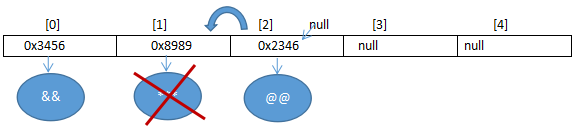 [0] [1] [2] null [3] [4]
0x3456 0x8989 0x2346 null null
&& @@